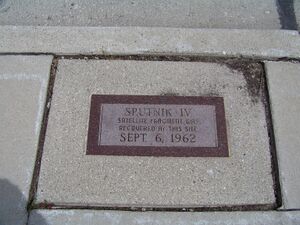 SPUTNIK IV
SATELLITE FRAGMENT WAS
RECOVERED AT THIS SITE
SEPT 6, 1962